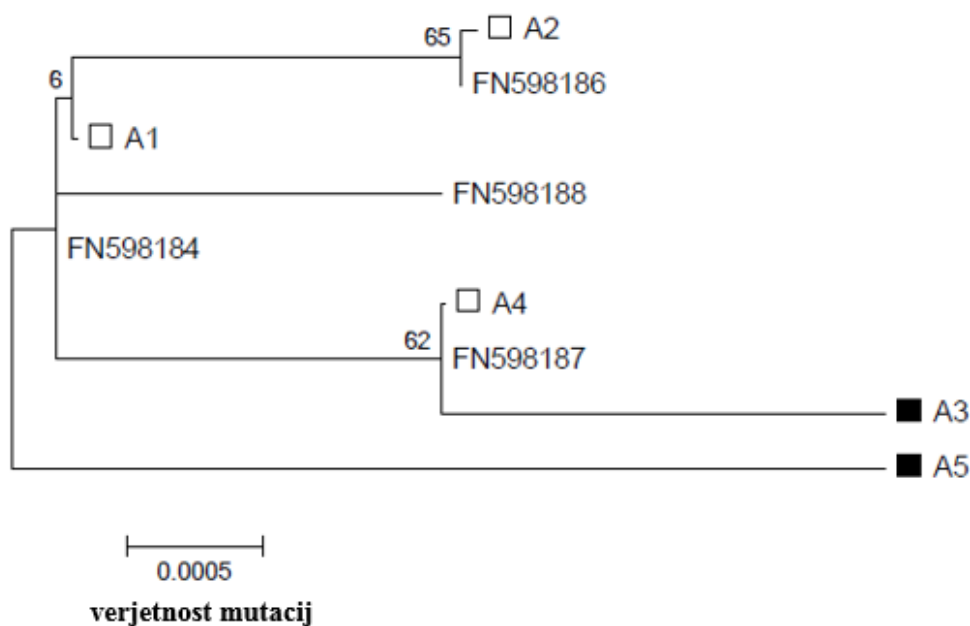 65
A2
FN598186
6
A1
FN598188
FN598184
A4
62
FN598187
A3
A5
0.0005
verjetnost mutacij